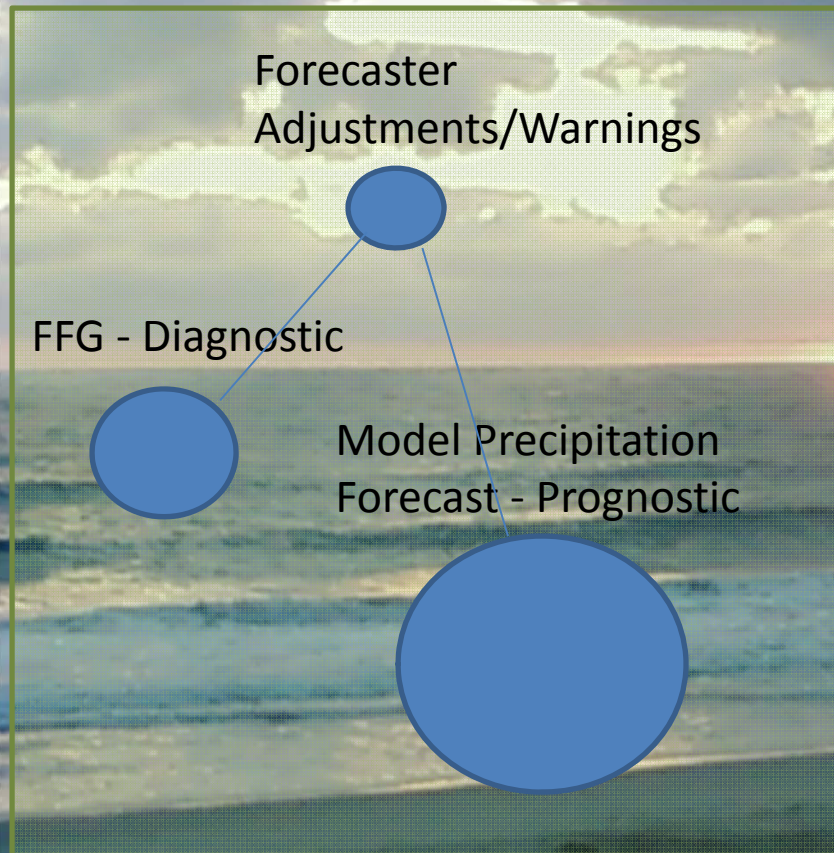 Forecaster
Adjustments/Warnings
FFG - Diagnostic
Model Precipitation
Forecast - Prognostic